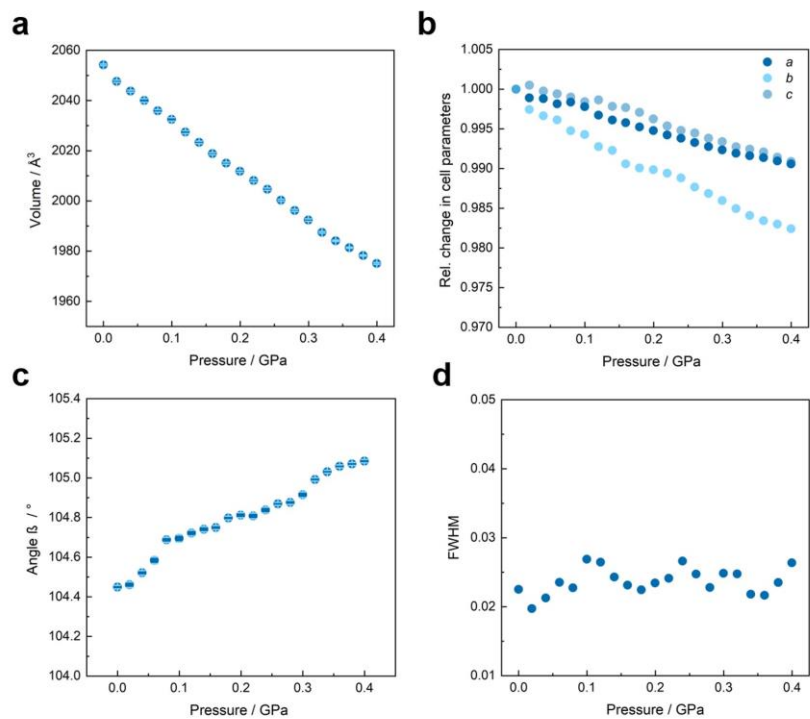 a
2060
2040
2020
2000
1980
1960
Volume / Å³
0.0 0.1 0.2 0.3 0.4
Pressure / GPa
b
1.005
1.000
0.995
0.990
0.985
0.980
0.975
0.970
Rel. change in cell parameters
a
b
c
0.0 0.1 0.2 0.3 0.4
Pressure / GPa
c
105.4
105.2
105.0
104.8
104.6
104.4
104.2
104.0
Angle ß / °
0.0 0.1 0.2 0.3 0.4
Pressure / GPa
d
0.05
0.04
0.03
0.02
0.01
FWHM
0.0 0.1 0.2 0.3 0.4
Pressure / GPa